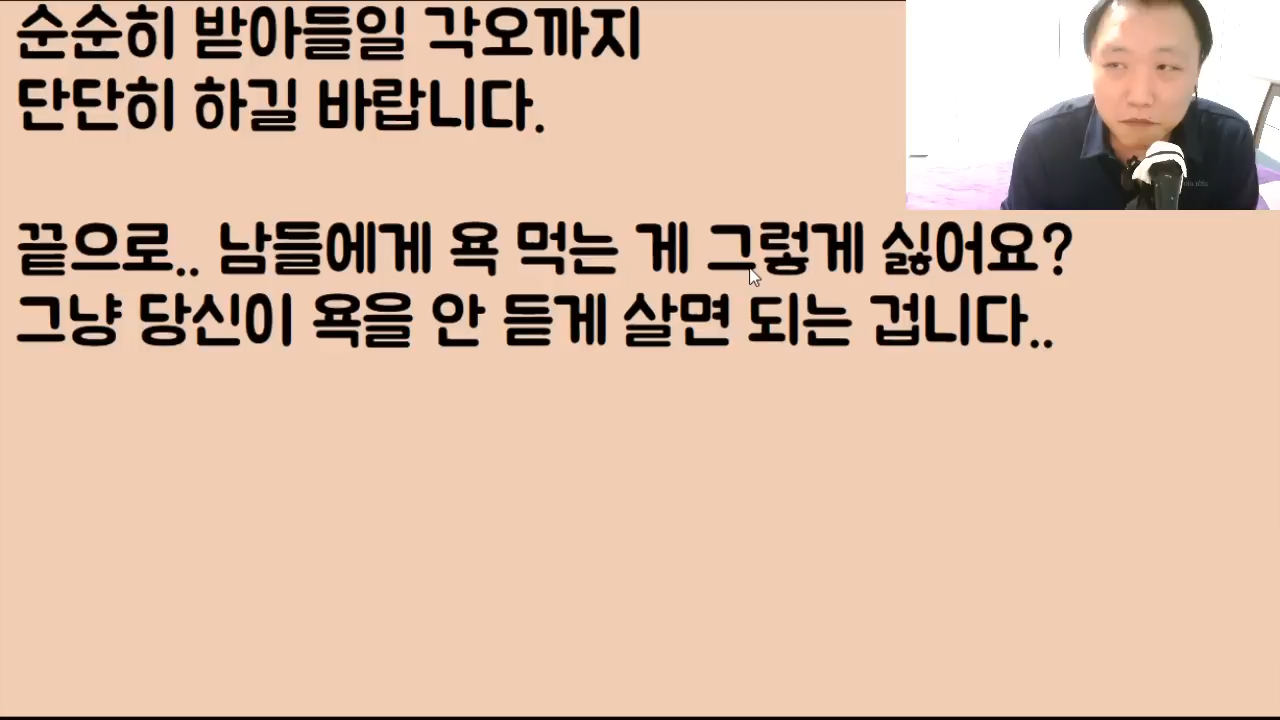 순순히 받아들일 각오까지
단단히 하길 바랍니다.
끝으로.. 남들에게 욕 먹는 게 그렇게 싫어요?
그냥 당신이 욕을 안 듣게 살면 되는 겁니다..